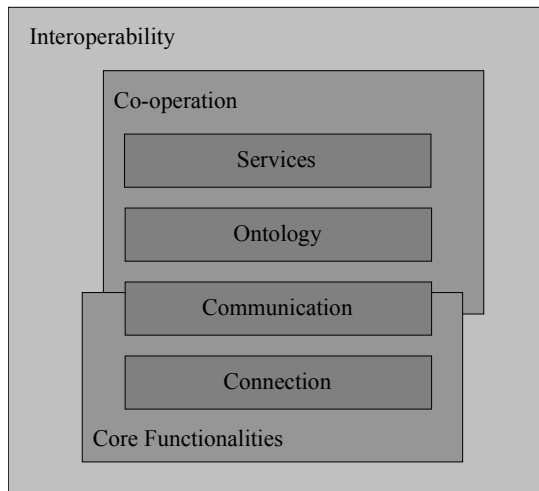 Interoperability
Co-operation
Services
Ontology
Communication
Connection
Core Functionalities